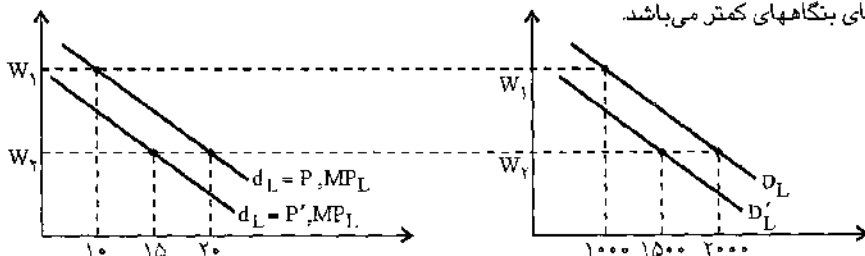 ای بنگاههای کمتر می‌باشد.
W۱
W۲
d_L = P , MP_L
d_L = P′, MP_L
۱۰ ۱۵ ۲۰
W۱
W۲
D_L
D′_L
۱۰۰۰ ۱۵۰۰ ۲۰۰۰